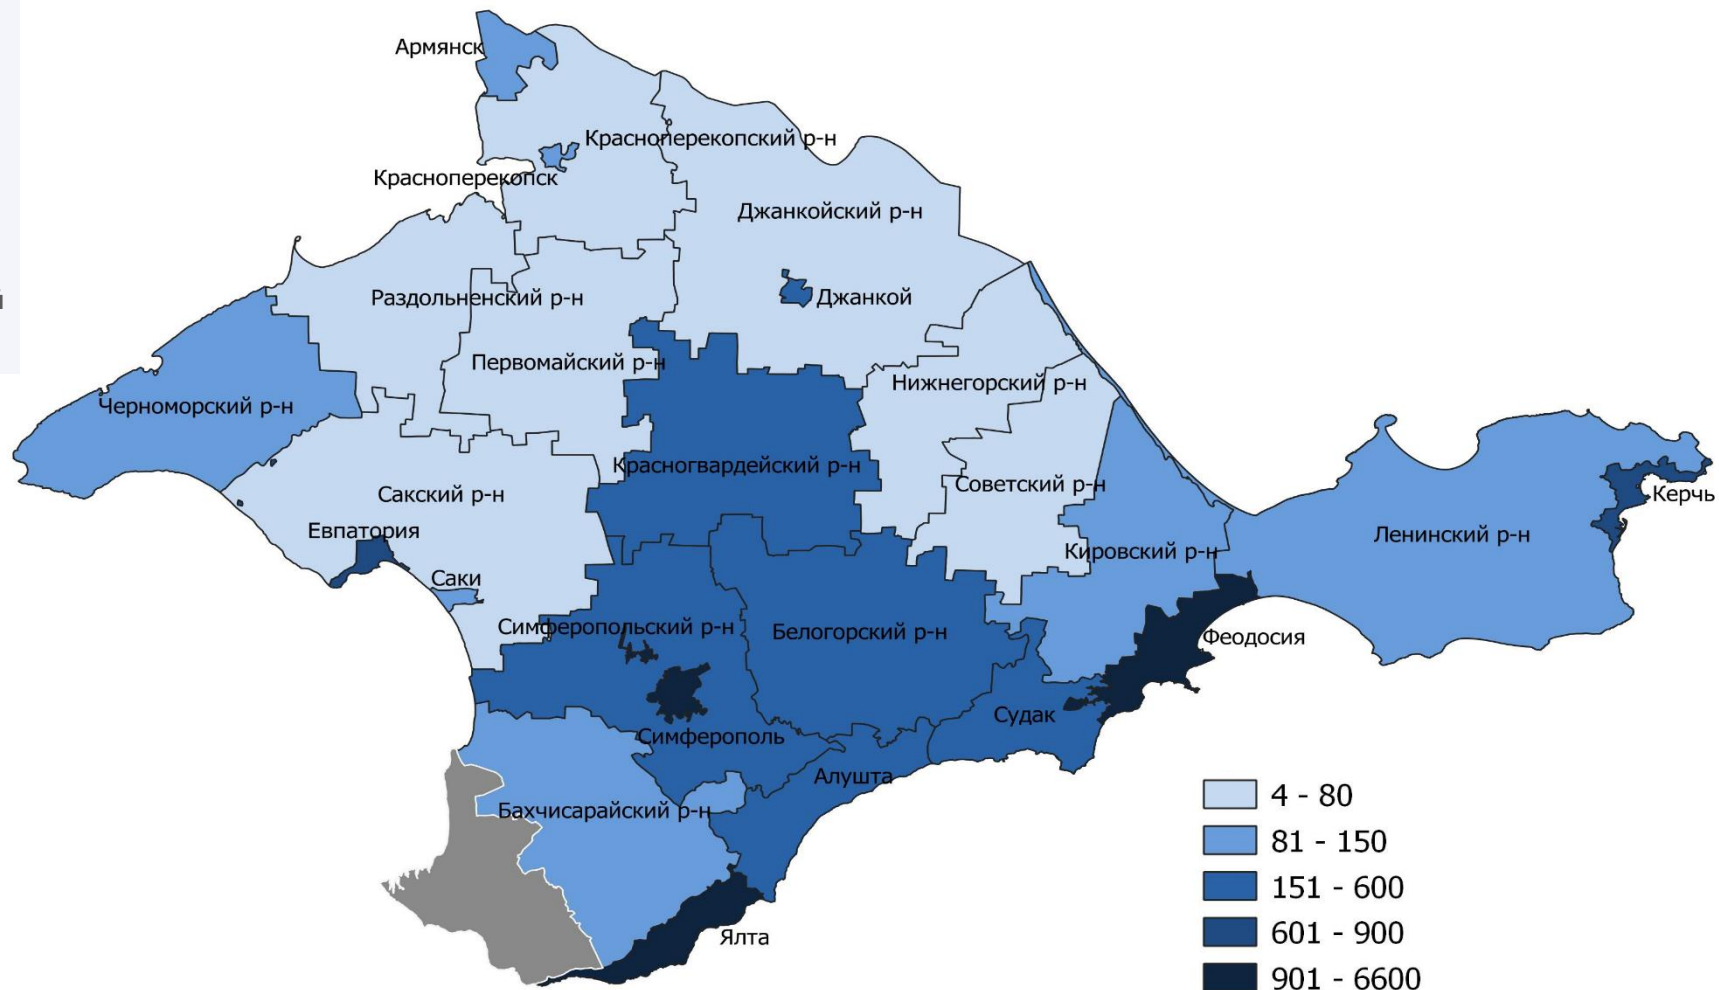 Армянск
Красноперекопский р-н
Красноперекопск
Джанкойский р-н
Раздольненский р-н
Джанкой
Первомайский р-н
Нижнегорский р-н
Черноморский р-н
Красногвардейский р-н
Сакский р-н
Советский р-н
Керчь
Евпатория
Ленинский р-н
Кировский р-н
Саки
Симферопольский р-н
Белогорский р-н
Феодосия
Судак
Симферополь
Алушта
Бахчисарайский р-н
Ялта
4 - 80
81 - 150
151 - 600
601 - 900
901 - 6600